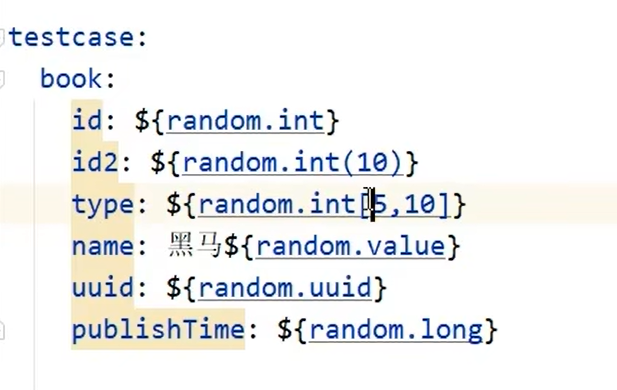 testcase:
book:
id: ${random.int}
id2: ${random.int(10)}
type: ${random.int[5,10]}
name: 黑马${random.value}
uuid: ${random.uuid}
publishTime: ${random.long}